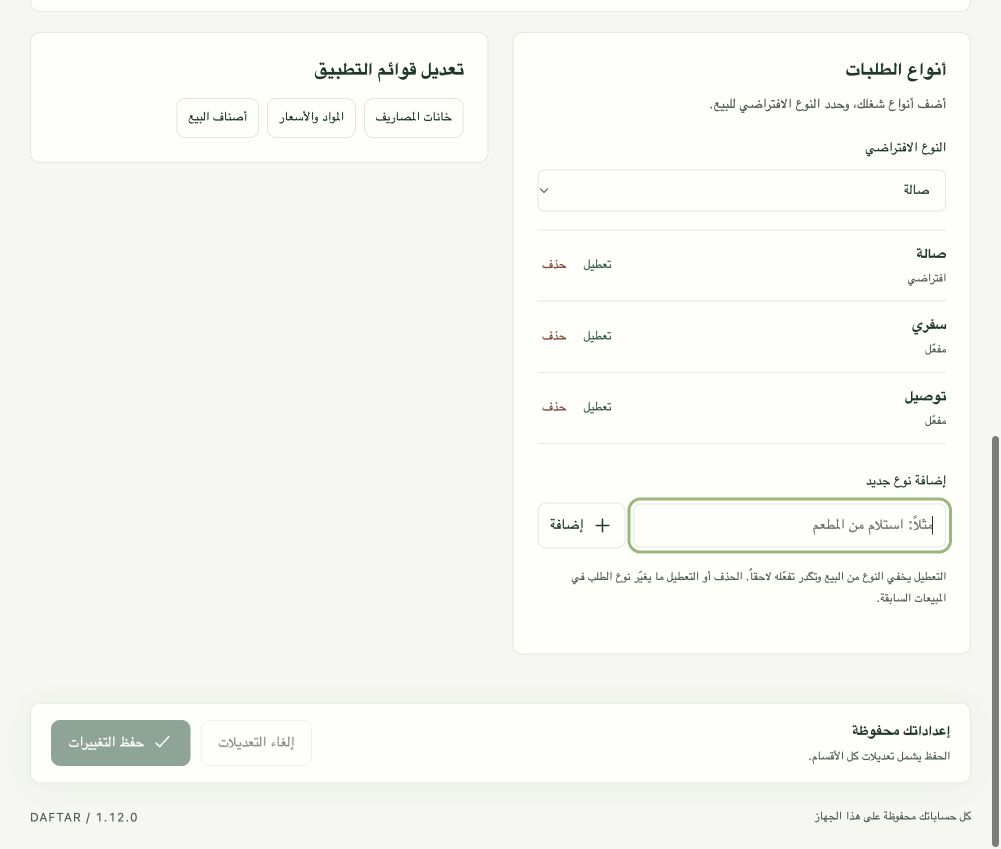 أنواع الطلبات
أضف أنواع شغلك، وحدد النوع الافتراضي للبيع.
النوع الافتراضي
صالة
صالة
افتراضي
تعطيل
حذف
سفري
مفعّل
تعطيل
حذف
توصيل
مفعّل
تعطيل
حذف
إضافة نوع جديد
مثلاً: استلام من المطعم
إضافة
التعطيل يخفي النوع من البيع وتگدر تفعّله لاحقاً. الحذف أو التعطيل ما يغيّر نوع الطلب في
المبيعات السابقة.
تعديل قوائم التطبيق
خانات المصاريف
المواد والأسعار
أصناف البيع
إعداداتك محفوظة
الحفظ يشمل تعديلات كل الأقسام.
إلغاء التعديلات
حفظ التغييرات
كل حساباتك محفوظة على هذا الجهاز
DAFTAR / 1.12.0